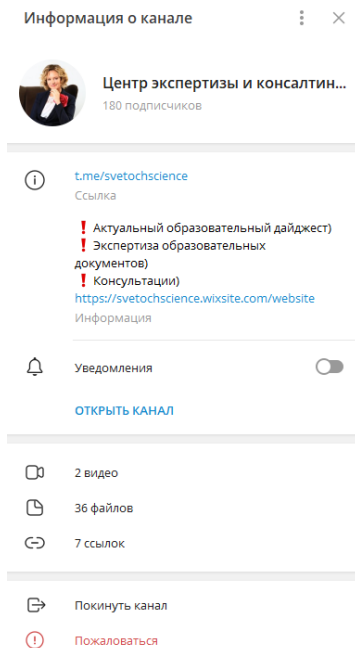 Информация о канале
Центр экспертизы и консалтин...
180 подписчиков
t.me/svetochscience
Ссылка
❗ Актуальный образовательный дайджест)
❗ Экспертиза образовательных
документов)
❗ Консультации)
https://svetochscience.wixsite.com/website
Информация
Уведомления
ОТКРЫТЬ КАНАЛ
2 видео
36 файлов
7 ссылок
Покинуть канал
Пожаловаться